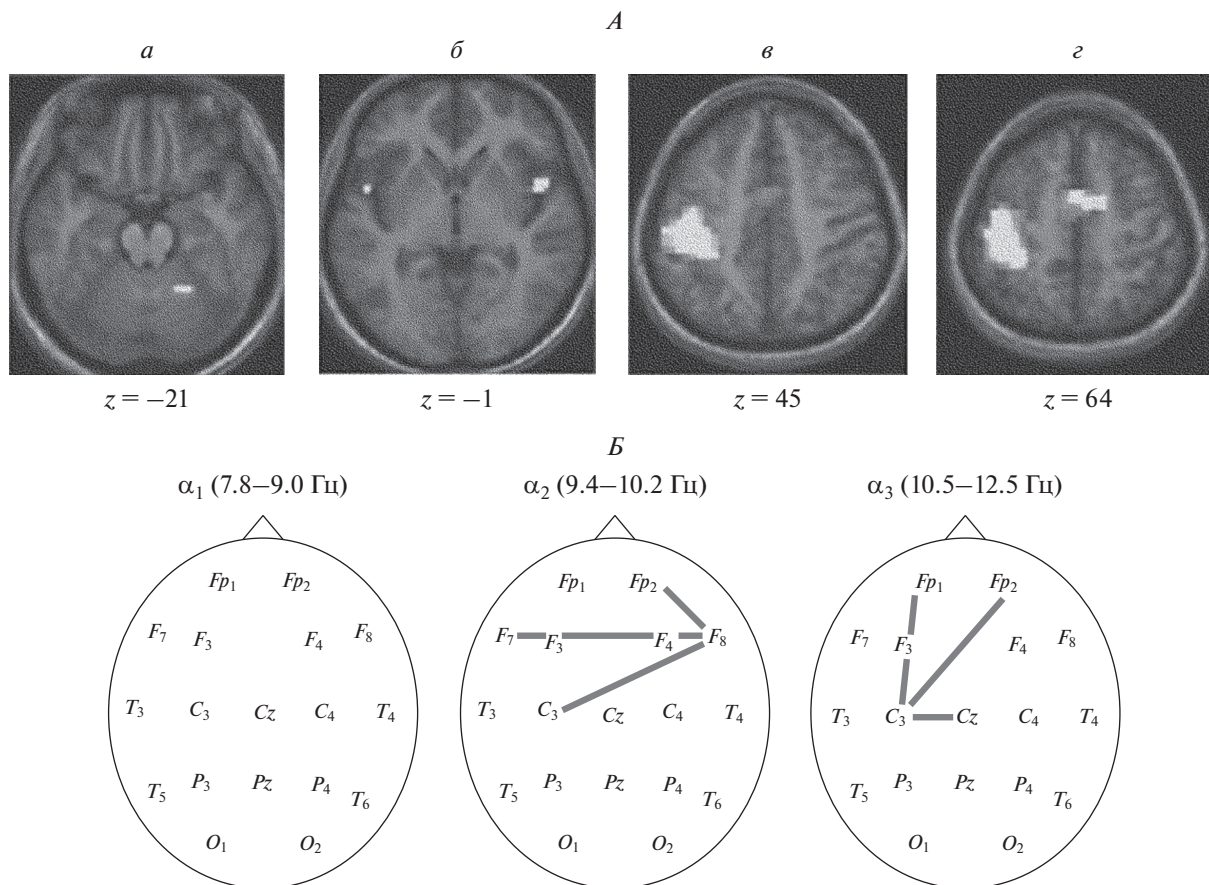 А
а б в г
z = –21 z = –1 z = 45 z = 64
Б
α₁ (7.8–9.0 Гц) α₂ (9.4–10.2 Гц) α₃ (10.5–12.5 Гц)
Fp₁ Fp₂ Fp₁ Fp₂ Fp₁ Fp₂
F₇ F₃ F₄ F₈ F₇ F₃ F₄ F₈ F₇ F₃ F₄ F₈
T₃ C₃ Cz C₄ T₄ T₃ C₃ Cz C₄ T₄ T₃ C₃ Cz C₄ T₄
T₅ P₃ Pz P₄ T₆ T₅ P₃ Pz P₄ T₆ T₅ P₃ Pz P₄ T₆
O₁ O₂ O₁ O₂ O₁ O₂